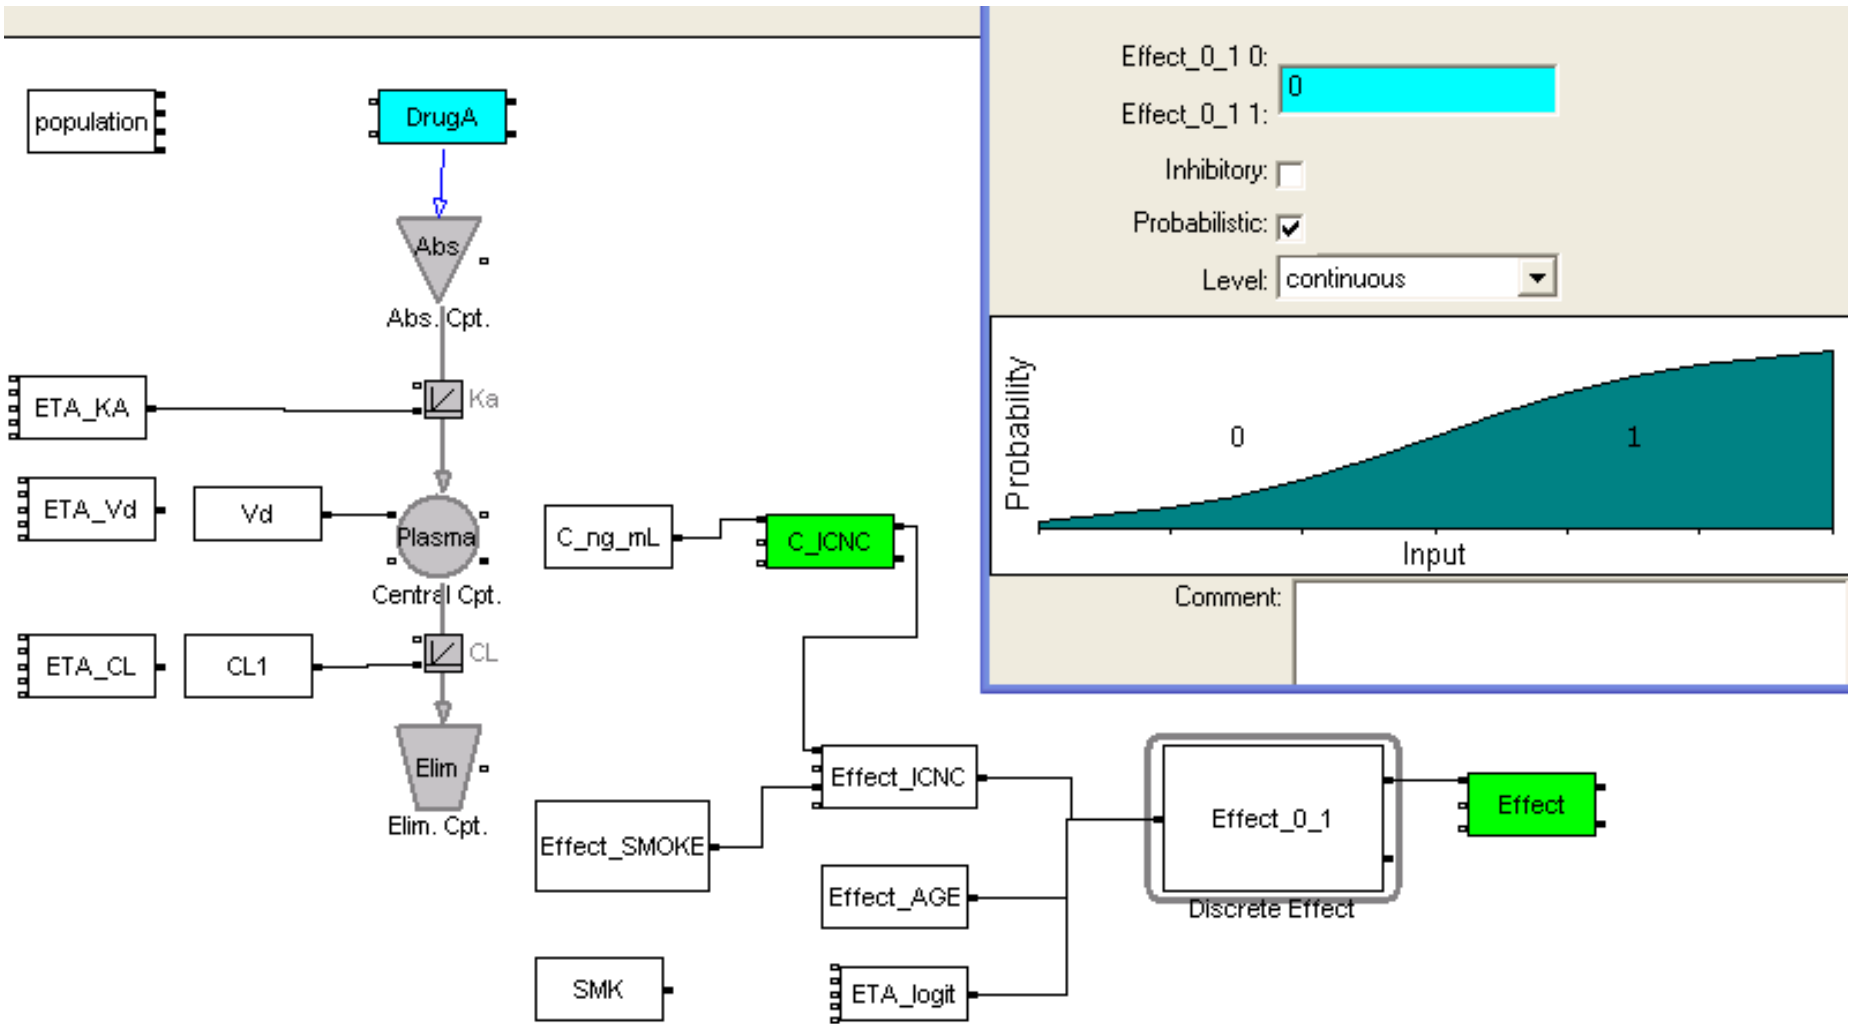 population
DrugA
Abs
Abs. Cpt.
ETA_KA
Ka
ETA_Vd
Vd
Plasma
Central Cpt.
C_ng_mL
C_ICNC
ETA_CL
CL1
CL
Elim
Elim. Cpt.
Effect_ICNC
Effect_SMOKE
Effect_AGE
SMK
ETA_logit
Effect_0_1
Discrete Effect
Effect
Effect_0_1 0:
0
Effect_0_1 1:
Inhibitory:
Probabilistic:
Level: continuous
Probability
0
1
Input
Comment: